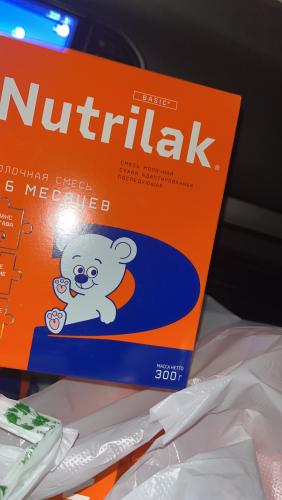 Nutrilak
BASIC+
СМЕСЬ МОЛОЧНАЯ
СУХАЯ АДАПТИРОВАННАЯ
ПОСЛЕДУЮЩАЯ
ОЛОЧНАЯ СМЕСЬ
6 МЕСЯЦЕВ
2
МАССА НЕТТО
300 г